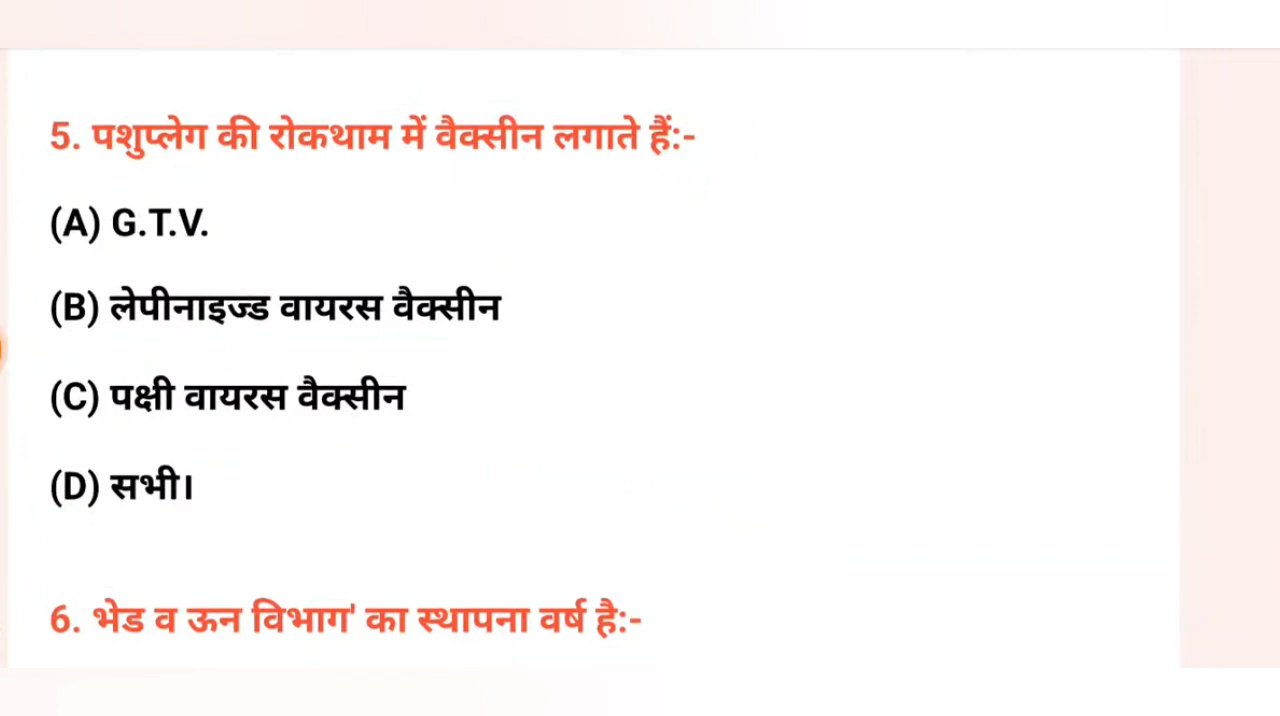 5. पशुप्लेग की रोकथाम में वैक्सीन लगाते हैं:-
(A) G.T.V.
(B) लेपीनाइज्ड वायरस वैक्सीन
(C) पक्षी वायरस वैक्सीन
(D) सभी।
6. भेड व ऊन विभाग' का स्थापना वर्ष है:-